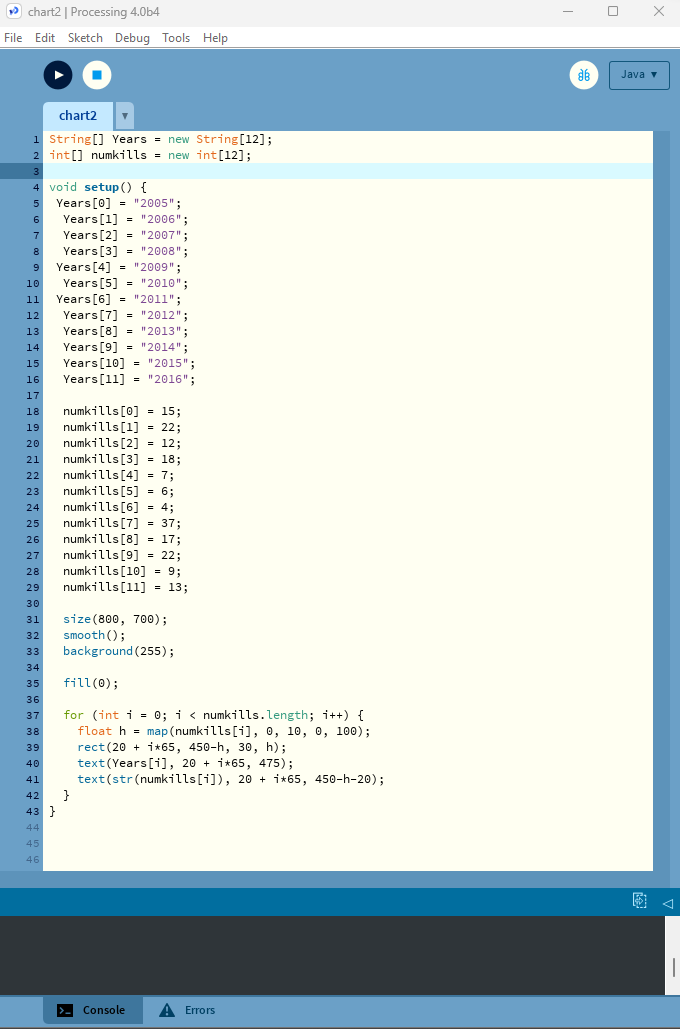 chart2 | Processing 4.0b4
File Edit Sketch Debug Tools Help
Java ▼
chart2 ▼
1 String[] Years = new String[12];
2 int[] numkills = new int[12];
3
4 void setup() {
5 Years[0] = "2005";
6 Years[1] = "2006";
7 Years[2] = "2007";
8 Years[3] = "2008";
9 Years[4] = "2009";
10 Years[5] = "2010";
11 Years[6] = "2011";
12 Years[7] = "2012";
13 Years[8] = "2013";
14 Years[9] = "2014";
15 Years[10] = "2015";
16 Years[11] = "2016";
17
18 numkills[0] = 15;
19 numkills[1] = 22;
20 numkills[2] = 12;
21 numkills[3] = 18;
22 numkills[4] = 7;
23 numkills[5] = 6;
24 numkills[6] = 4;
25 numkills[7] = 37;
26 numkills[8] = 17;
27 numkills[9] = 22;
28 numkills[10] = 9;
29 numkills[11] = 13;
30
31 size(800, 700);
32 smooth();
33 background(255);
34
35 fill(0);
36
37 for (int i = 0; i < numkills.length; i++) {
38 float h = map(numkills[i], 0, 10, 0, 100);
39 rect(20 + i*65, 450-h, 30, h);
40 text(Years[i], 20 + i*65, 475);
41 text(str(numkills[i]), 20 + i*65, 450-h-20);
42 }
43 }
44
45
46
Console Errors